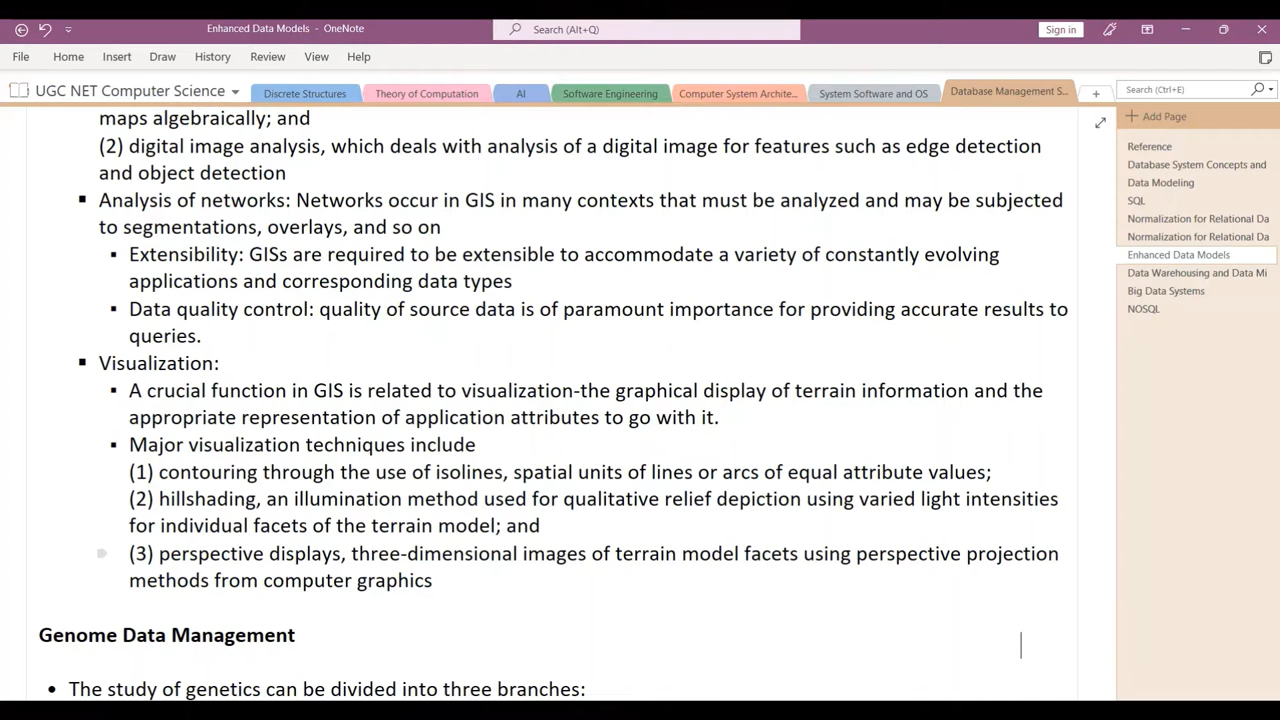 Enhanced Data Models - OneNote
Search (Alt+Q)
Sign in
File Home Insert Draw History Review View Help
UGC NET Computer Science
Discrete Structures
Theory of Computation
AI
Software Engineering
Computer System Archite...
System Software and OS
Database Management S...
Search (Ctrl+E)
maps algebraically; and
(2) digital image analysis, which deals with analysis of a digital image for features such as edge detection
and object detection
▪ Analysis of networks: Networks occur in GIS in many contexts that must be analyzed and may be subjected
to segmentations, overlays, and so on
▪ Extensibility: GISs are required to be extensible to accommodate a variety of constantly evolving
applications and corresponding data types
▪ Data quality control: quality of source data is of paramount importance for providing accurate results to
queries.
▪ Visualization:
▪ A crucial function in GIS is related to visualization-the graphical display of terrain information and the
appropriate representation of application attributes to go with it.
▪ Major visualization techniques include
(1) contouring through the use of isolines, spatial units of lines or arcs of equal attribute values;
(2) hillshading, an illumination method used for qualitative relief depiction using varied light intensities
for individual facets of the terrain model; and
(3) perspective displays, three-dimensional images of terrain model facets using perspective projection
methods from computer graphics
Genome Data Management
• The study of genetics can be divided into three branches:
Add Page
Reference
Database System Concepts and
Data Modeling
SQL
Normalization for Relational Da
Normalization for Relational Da
Enhanced Data Models
Data Warehousing and Data Mi
Big Data Systems
NOSQL